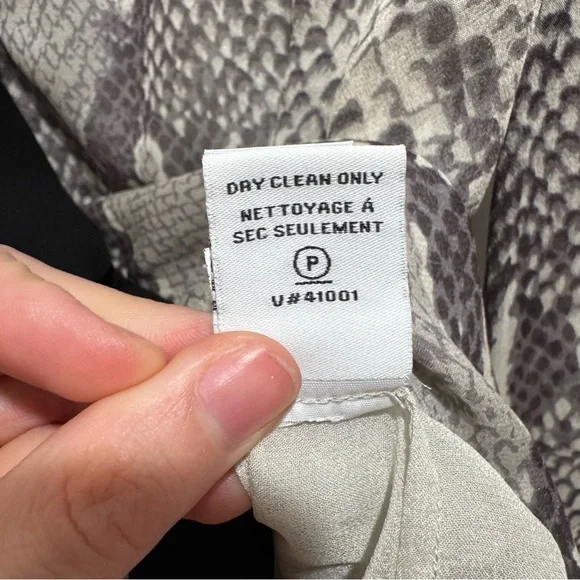 DRY CLEAN ONLY
NETTOYAGE Á
SEC SEULEMENT
P
V#41001